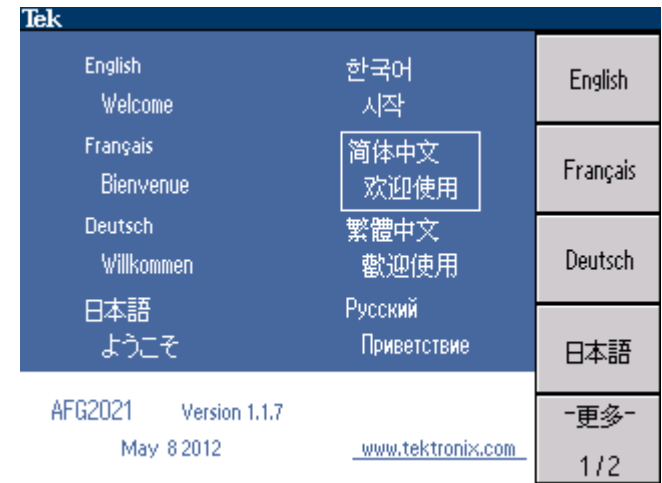 Tek
English
Welcome
Français
Bienvenue
Deutsch
Willkommen
日本語
ようこそ
한국어
시작
简体中文
欢迎使用
繁體中文
歡迎使用
Русский
Приветствие
AFG2021 Version 1.1.7
May 8 2012 www.tektronix.com
English
Français
Deutsch
日本語
-更多-
1/2